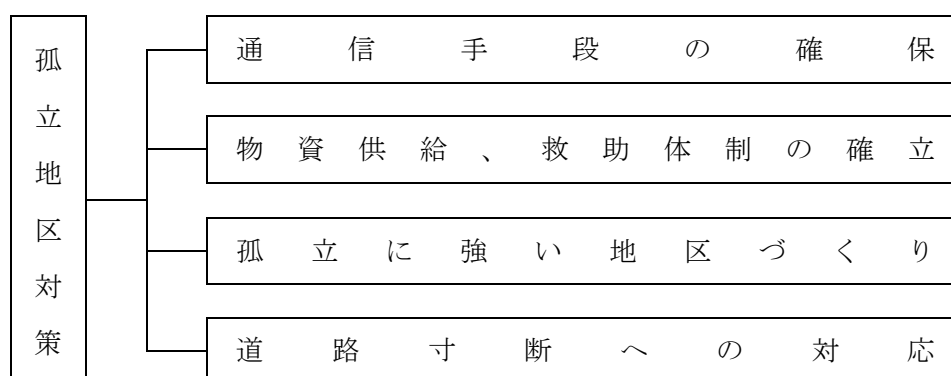 孤立地区対策
通信手段の確保
物資供給、救助体制の確立
孤立に強い地区づくり
道路寸断への対応